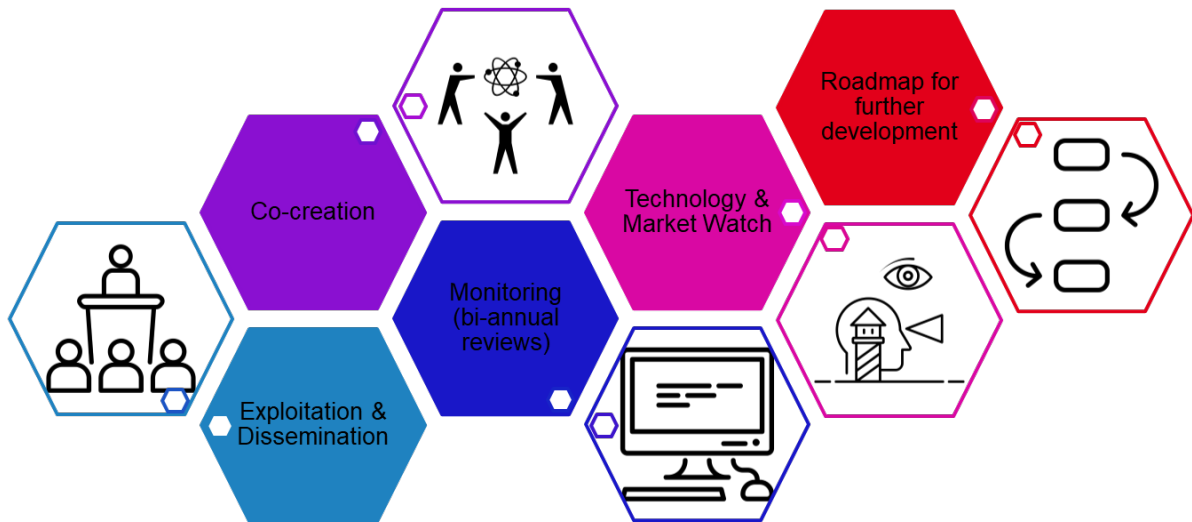 Roadmap for
further
development
Co-creation
Technology &
Market Watch
Monitoring
(bi-annual
reviews)
Exploitation &
Dissemination